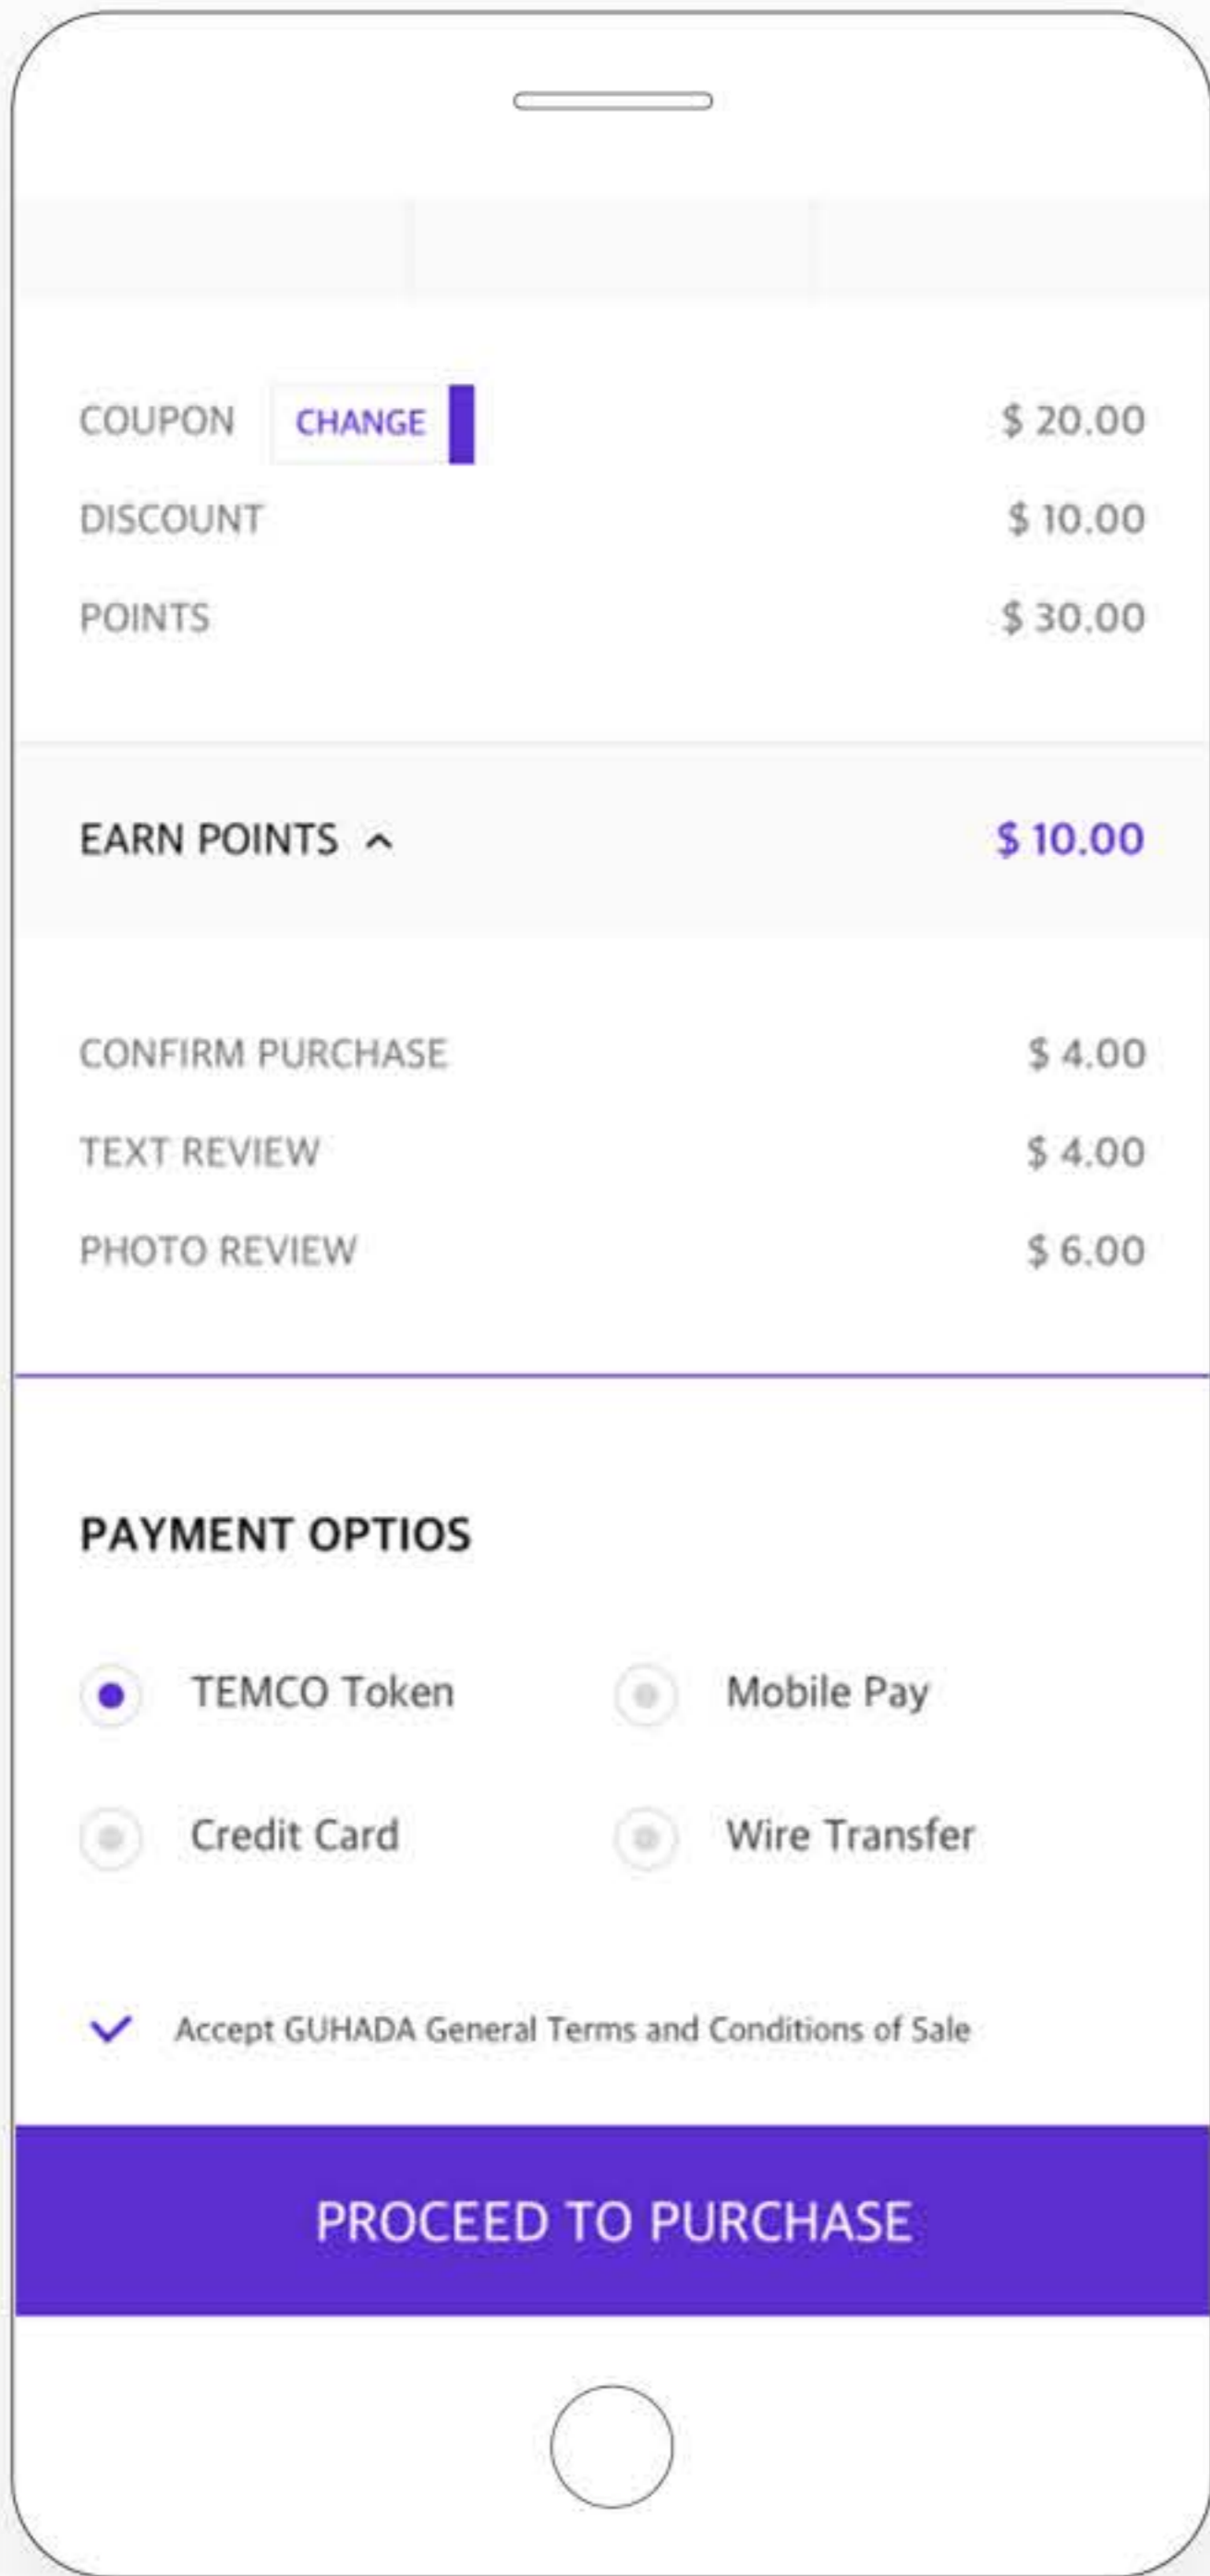 COUPON CHANGE $ 20.00
DISCOUNT $ 10.00
POINTS $ 30.00
EARN POINTS $ 10.00
CONFIRM PURCHASE $ 4.00
TEXT REVIEW $ 4.00
PHOTO REVIEW $ 6.00
PAYMENT OPTIOS
TEMCO Token Mobile Pay
Credit Card Wire Transfer
Accept GUHADA General Terms and Conditions of Sale
PROCEED TO PURCHASE